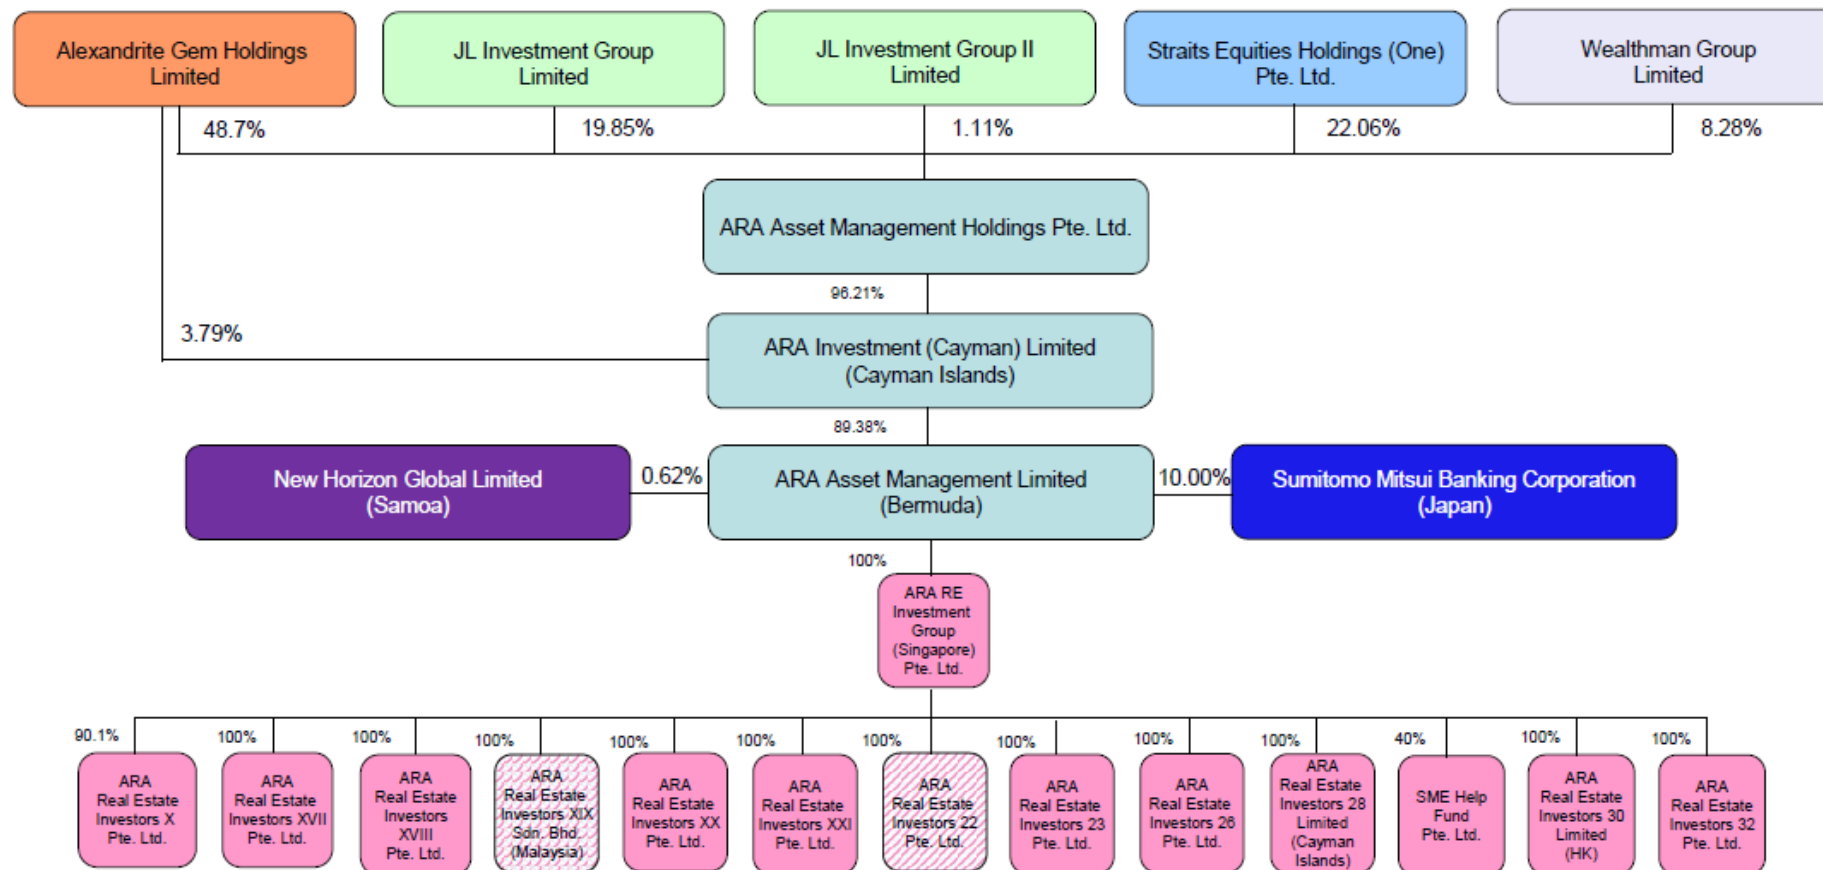 Alexandrite Gem Holdings
Limited
JL Investment Group
Limited
JL Investment Group II
Limited
Straits Equities Holdings (One)
Pte. Ltd.
Wealthman Group
Limited
48.7%
19.85%
1.11%
22.06%
8.28%
ARA Asset Management Holdings Pte. Ltd.
96.21%
3.79%
ARA Investment (Cayman) Limited
(Cayman Islands)
89.38%
New Horizon Global Limited
(Samoa)
0.62%
ARA Asset Management Limited
(Bermuda)
10.00%
Sumitomo Mitsui Banking Corporation
(Japan)
100%
ARA RE
Investment
Group
(Singapore)
Pte. Ltd.
90.1%
100%
100%
100%
100%
100%
100%
100%
100%
100%
40%
100%
100%
ARA
Real Estate
Investors X
Pte. Ltd.
ARA
Real Estate
Investors XVII
Pte. Ltd.
ARA
Real Estate
Investors
XVIII
Pte. Ltd.
ARA
Real Estate
Investors XIX
Sdn. Bhd.
(Malaysia)
ARA
Real Estate
Investors XX
Pte. Ltd.
ARA
Real Estate
Investors XXI
Pte. Ltd.
ARA
Real Estate
Investors 22
Pte. Ltd.
ARA
Real Estate
Investors 23
Pte. Ltd.
ARA
Real Estate
Investors 26
Pte. Ltd.
ARA
Real Estate
Investors 28
Limited
(Cayman
Islands)
SME Help
Fund
Pte. Ltd.
ARA
Real Estate
Investors 30
Limited
(HK)
ARA
Real Estate
Investors 32
Pte. Ltd.